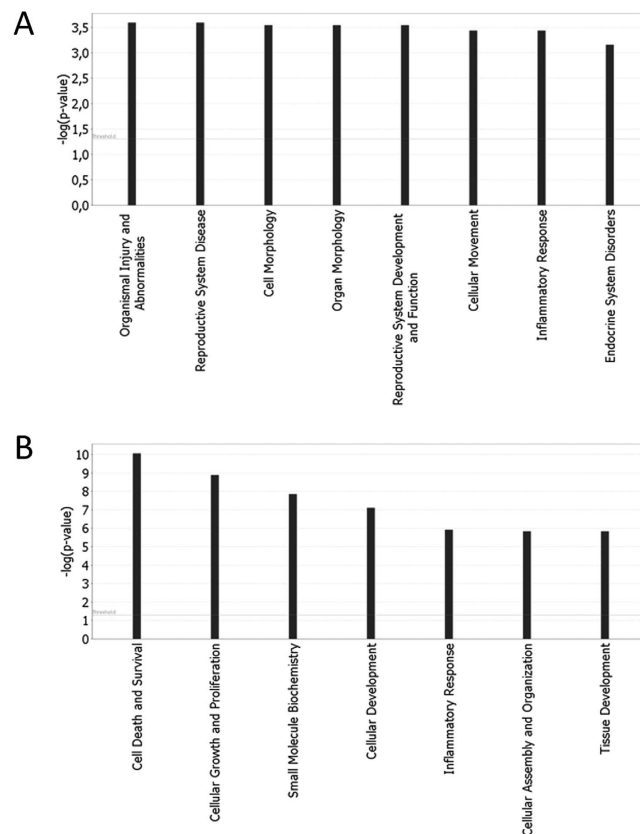 A
-log(p-value)
3,5
3,0
2,5
2,0
1,5
1,0
0,5
0,0
threshold
Organismal Injury and
Abnormalities
Reproductive System Disease
Cell Morphology
Organ Morphology
Reproductive System Development
and Function
Cellular Movement
Inflammatory Response
Endocrine System Disorders
B
-log(p-value)
10
9
8
7
6
5
4
3
2
1
0
threshold
Cell Death and Survival
Cellular Growth and Proliferation
Small Molecule Biochemistry
Cellular Development
Inflammatory Response
Cellular Assembly and Organization
Tissue Development